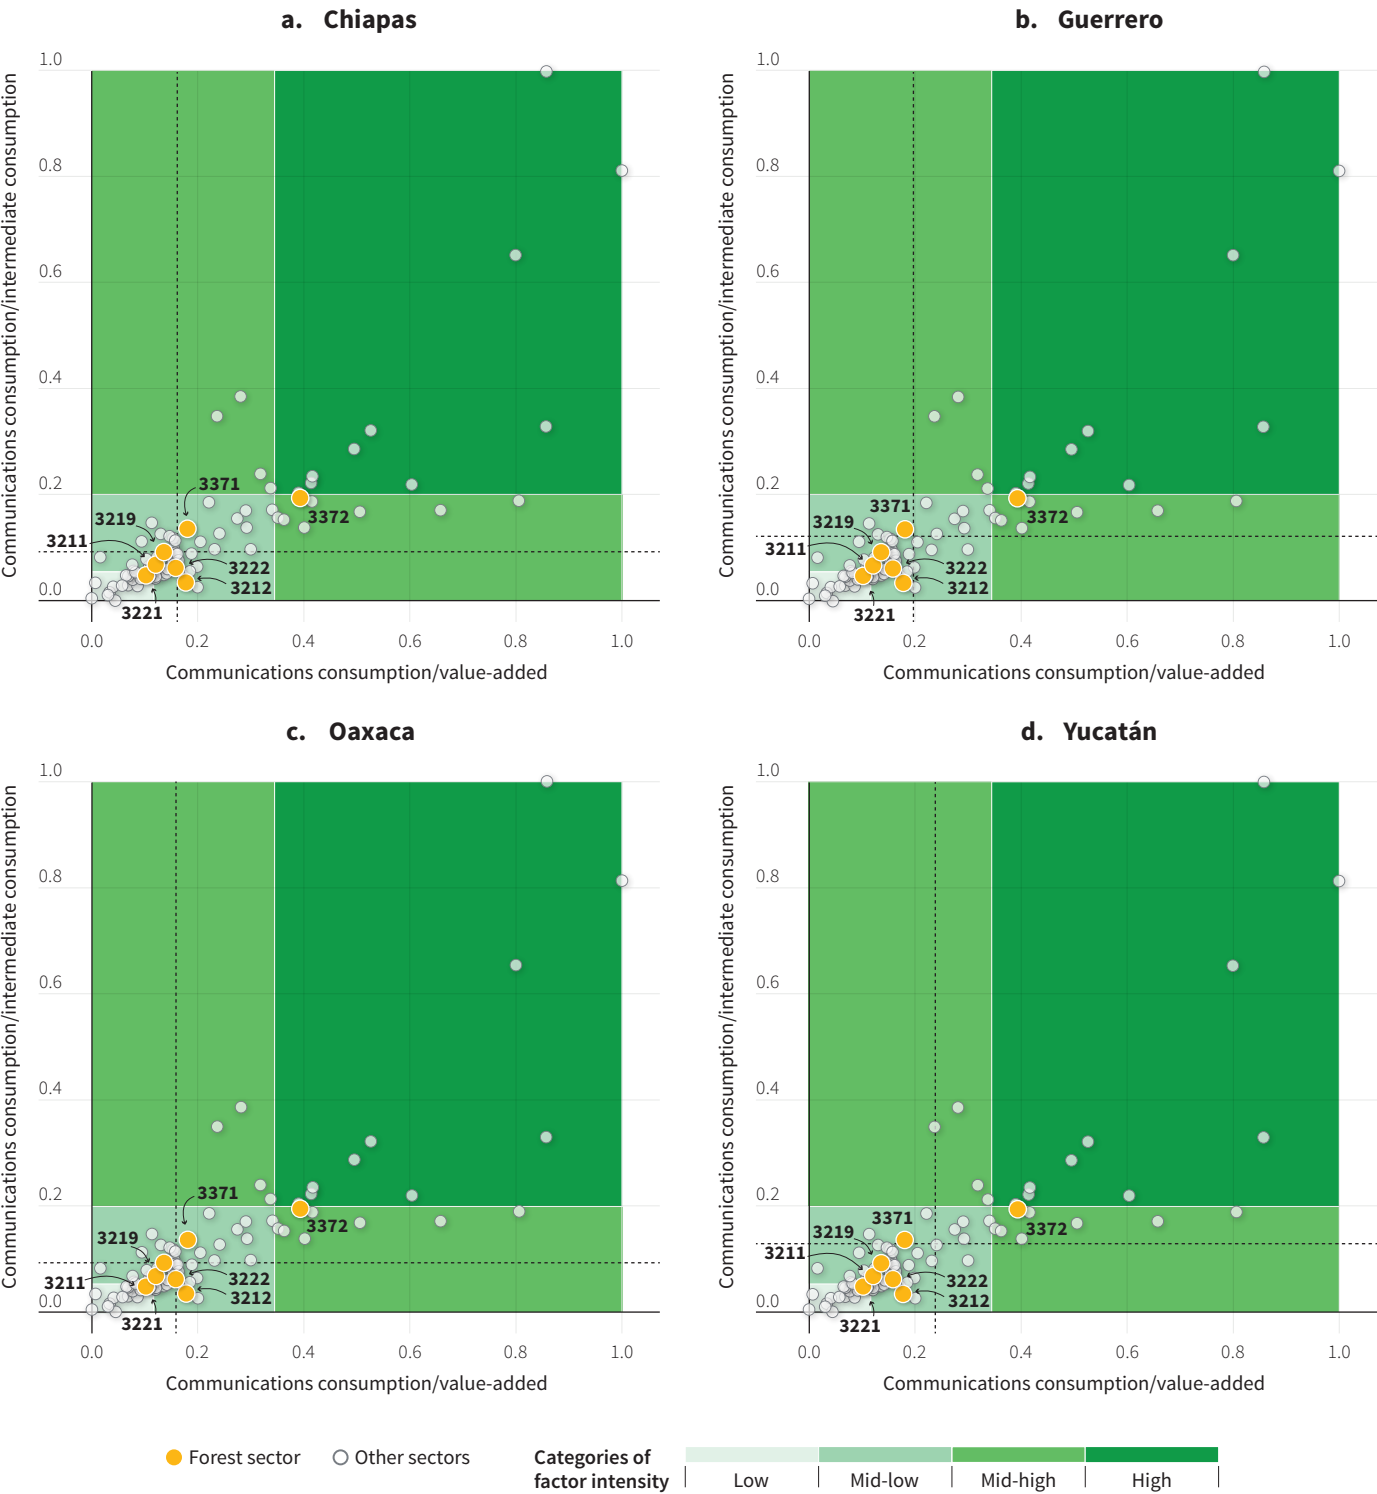 a. Chiapas
Communications consumption/intermediate consumption
1.0
0.8
0.6
0.4
0.2
0.0
3371
3219
3211
3372
3222
3212
3221
0.0 0.2 0.4 0.6 0.8 1.0
Communications consumption/value-added
b. Guerrero
Communications consumption/intermediate consumption
1.0
0.8
0.6
0.4
0.2
0.0
3371
3219
3211
3372
3222
3212
3221
0.0 0.2 0.4 0.6 0.8 1.0
Communications consumption/value-added
c. Oaxaca
Communications consumption/intermediate consumption
1.0
0.8
0.6
0.4
0.2
0.0
3371
3219
3211
3372
3222
3212
3221
0.0 0.2 0.4 0.6 0.8 1.0
Communications consumption/value-added
d. Yucatán
Communications consumption/intermediate consumption
1.0
0.8
0.6
0.4
0.2
0.0
3371
3219
3211
3372
3222
3212
3221
0.0 0.2 0.4 0.6 0.8 1.0
Communications consumption/value-added
Forest sector Other sectors
Categories of
factor intensity
Low Mid-low Mid-high High